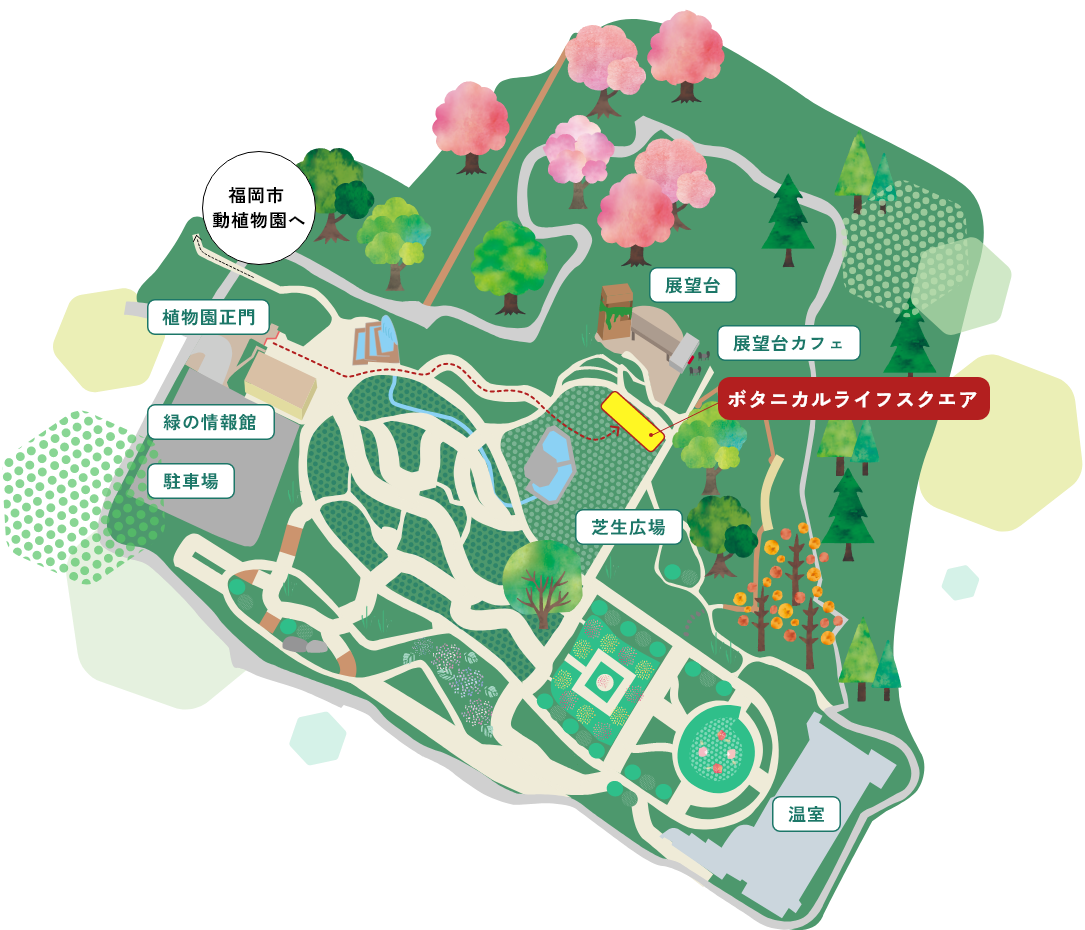 福岡市
動植物園へ
展望台
植物園正門
展望台カフェ
ボタニカルライフスクエア
緑の情報館
駐車場
芝生広場
温室